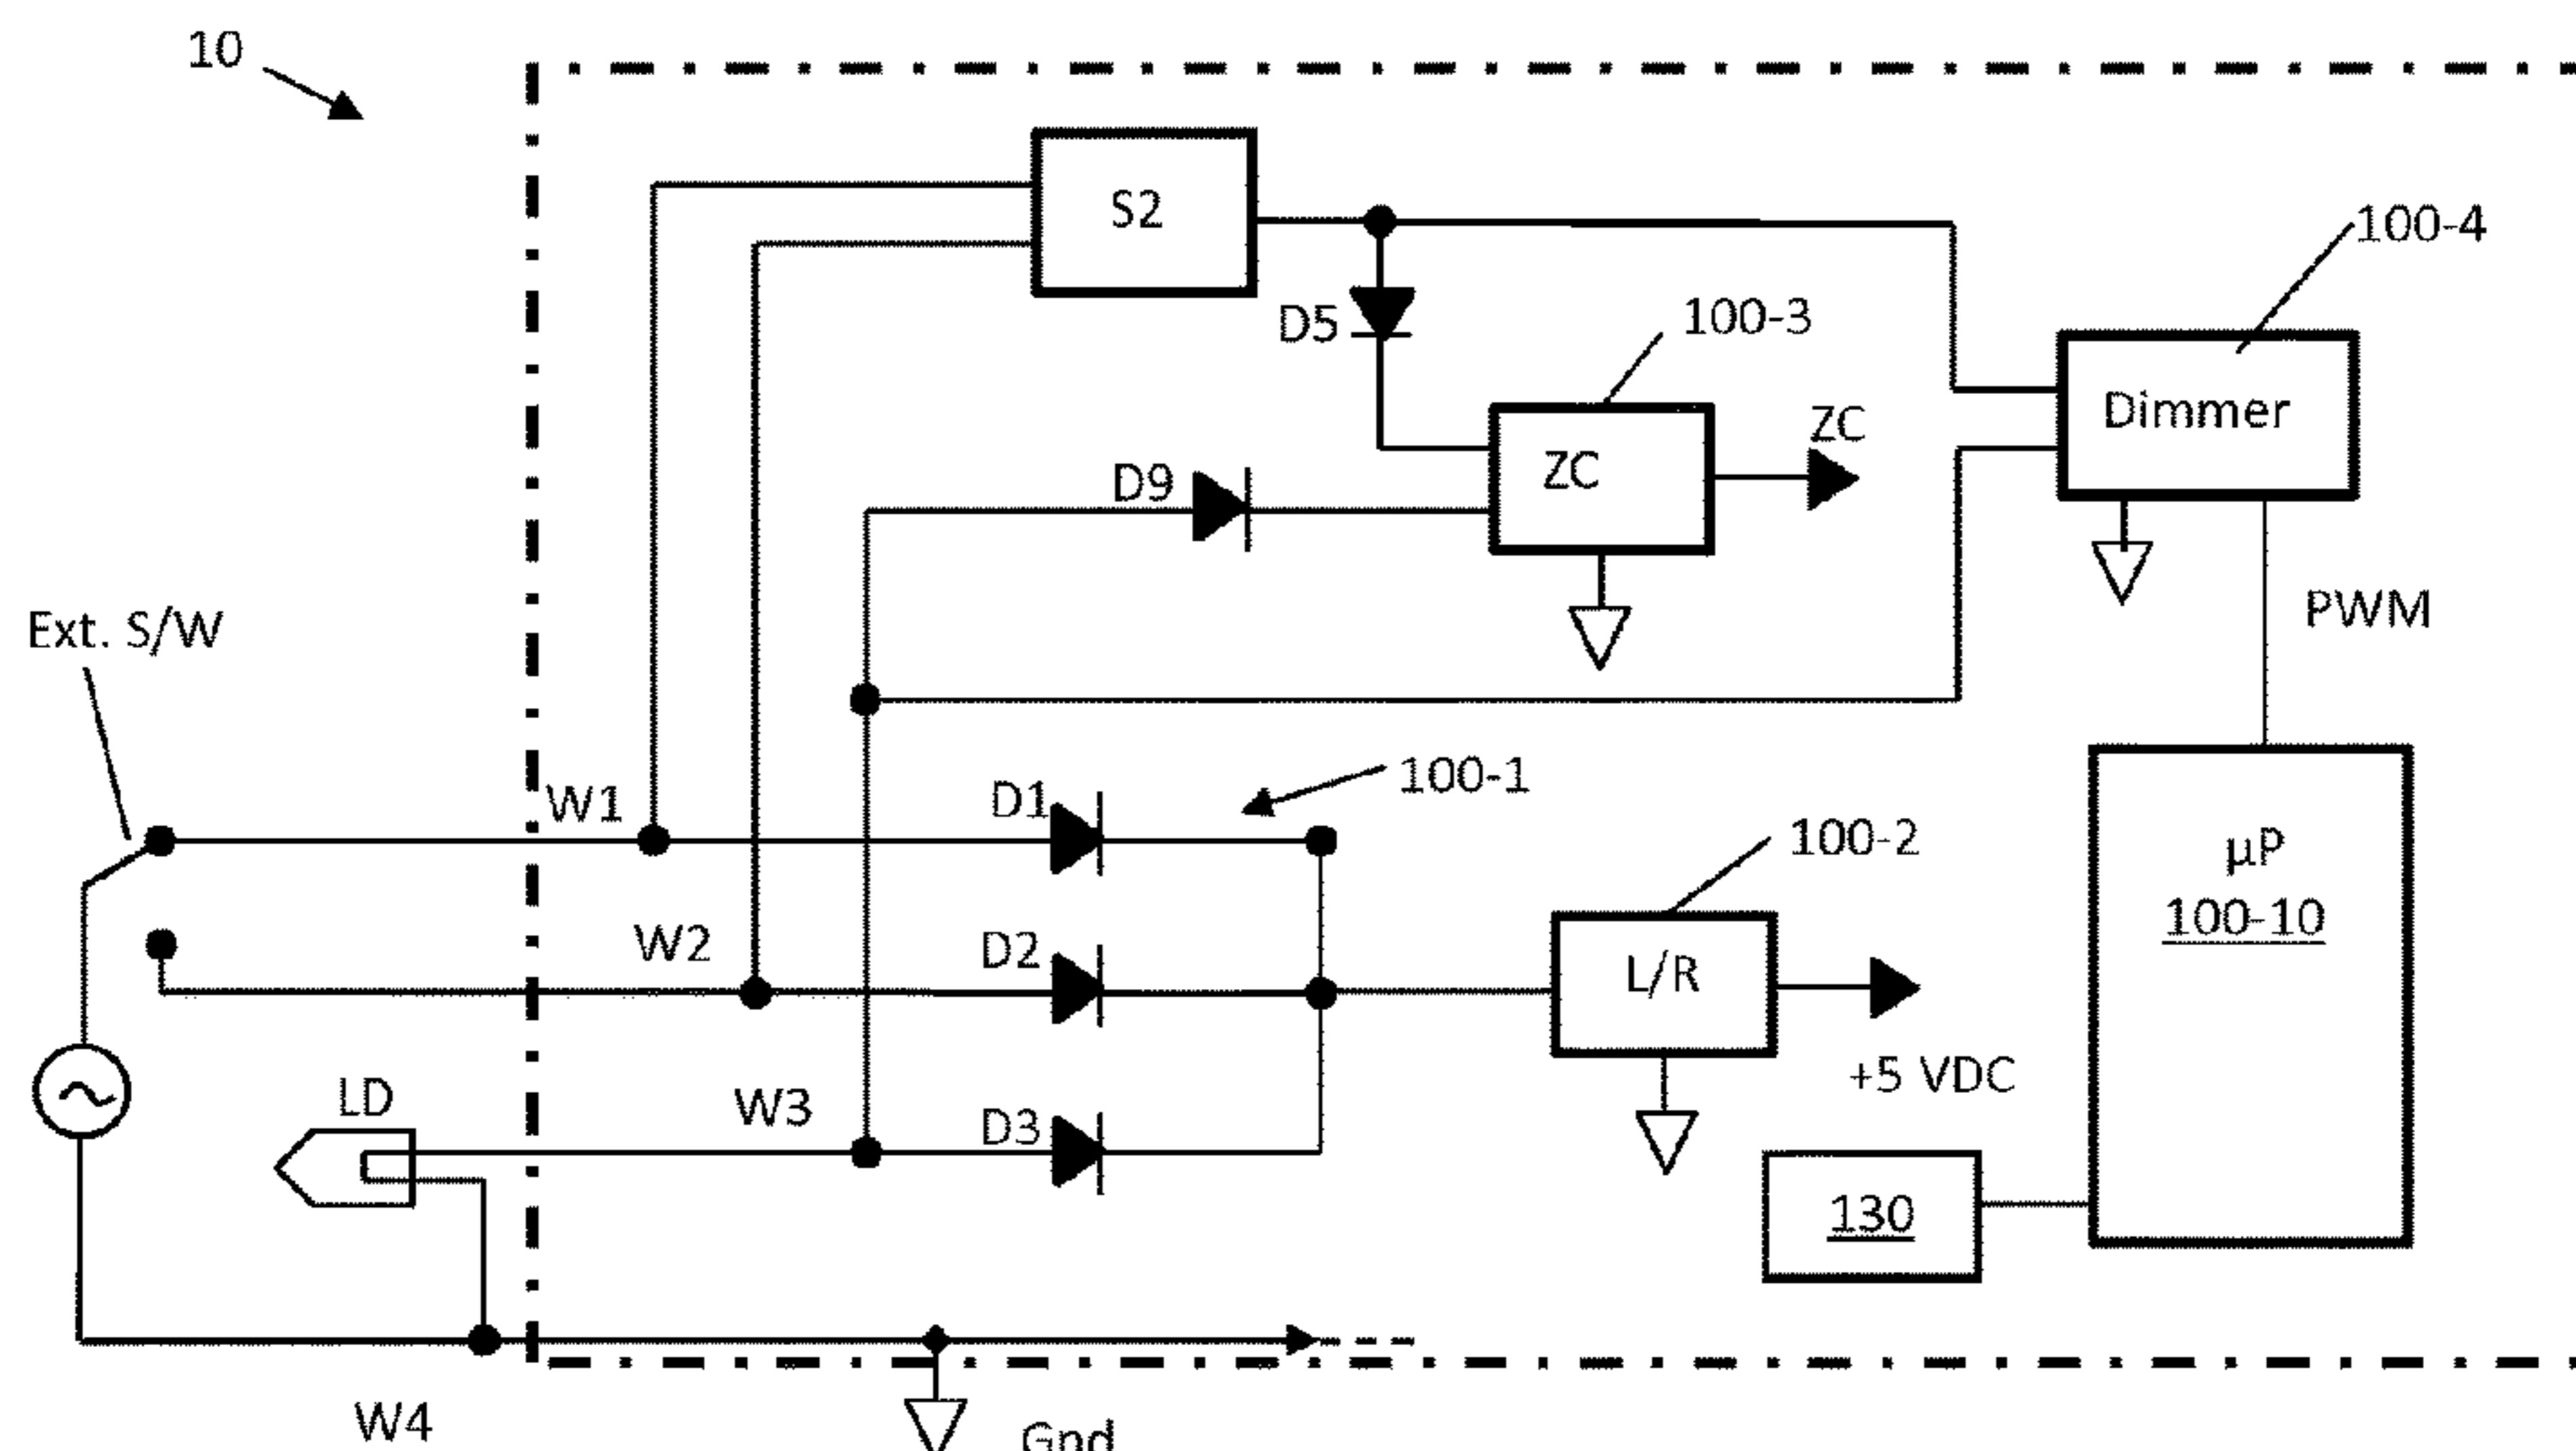 10
S2
100-4
D5
100-3
Dimmer
ZC
ZC
D9
Ext. S/W
PWM
W1
D1
100-1
100-2
µP
100-10
W2
D2
L/R
+5 VDC
LD
W3
D3
130
W4
Gnd